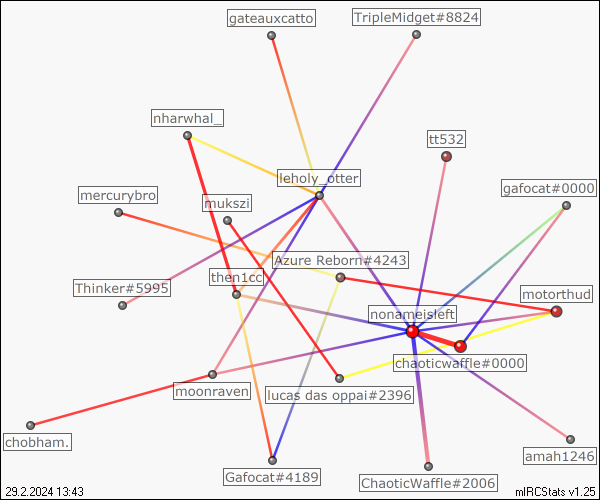 gateauxcatto
TripleMidget#8824
nharwhal_
tt532
leholy_otter
gafocat#0000
mercurybro
mukszi
Azure Reborn#4243
then1cc
Thinker#5995
motorthud
nonameisleft
chaoticwaffle#0000
moonraven
lucas das oppai#2396
chobham.
amah1246
Gafocat#4189
ChaoticWaffle#2006
29.2.2024 13:43
mIRCStats v1.25